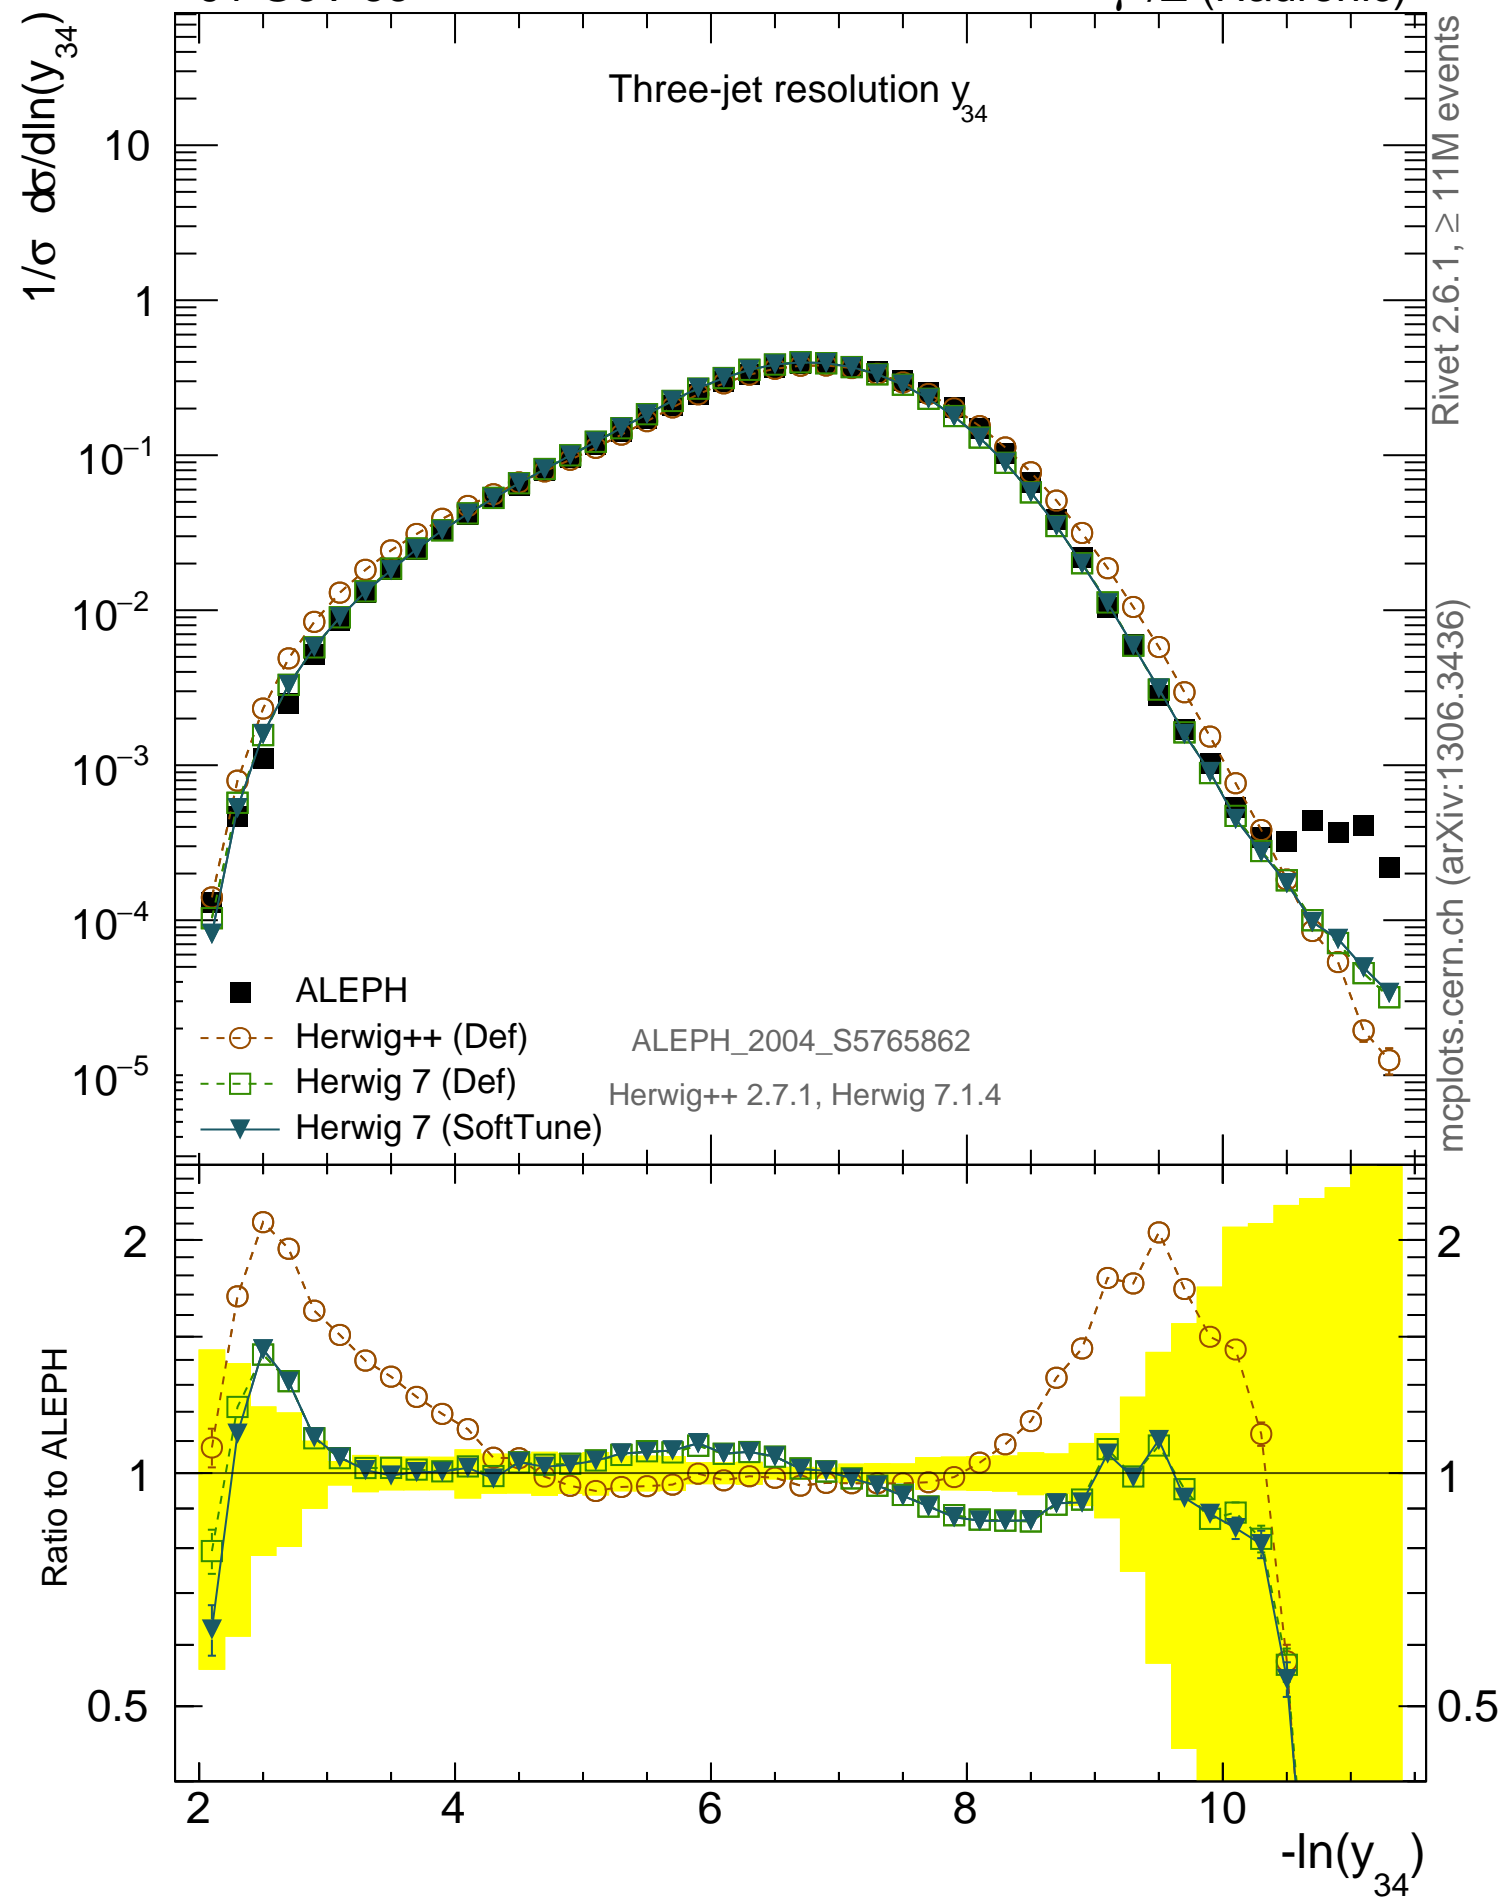 1/σ dσ/dln(y34)
Three-jet resolution y34
10
1
10−1
10−2
10−3
10−4
10−5
ALEPH
Herwig++ (Def)
Herwig 7 (Def)
Herwig 7 (SoftTune)
ALEPH_2004_S5765862
Herwig++ 2.7.1, Herwig 7.1.4
Rivet 2.6.1, ≥ 11M events
mcplots.cern.ch (arXiv:1306.3436)
Ratio to ALEPH
2
1
0.5
2
1
0.5
2
4
6
8
10
-ln(y34)